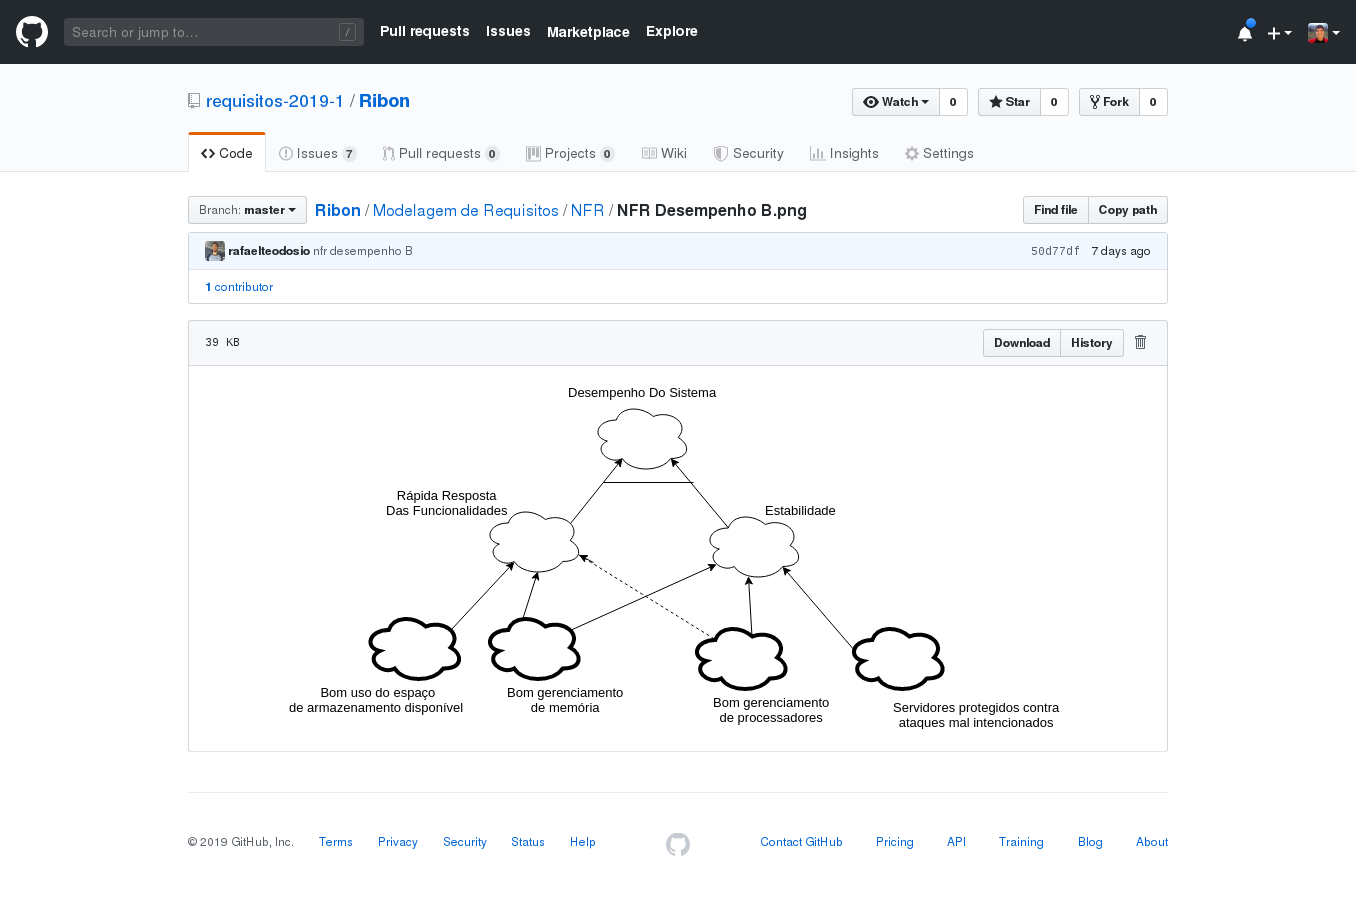 Search or jump to…
/
Pull requests
Issues
Marketplace
Explore
requisitos-2019-1 / Ribon
Watch 0
Star 0
Fork 0
Code
Issues 7
Pull requests 0
Projects 0
Wiki
Security
Insights
Settings
Branch: master
Ribon / Modelagem de Requisitos / NFR / NFR Desempenho B.png
Find file
Copy path
rafaelteodosio nfr desempenho B
50d77df 7 days ago
1 contributor
39 KB
Download
History
Desempenho Do Sistema
Rápida Resposta
Das Funcionalidades
Estabilidade
Bom uso do espaço
de armazenamento disponível
Bom gerenciamento
de memória
Bom gerenciamento
de processadores
Servidores protegidos contra
ataques mal intencionados
© 2019 GitHub, Inc.
Terms
Privacy
Security
Status
Help
Contact GitHub
Pricing
API
Training
Blog
About